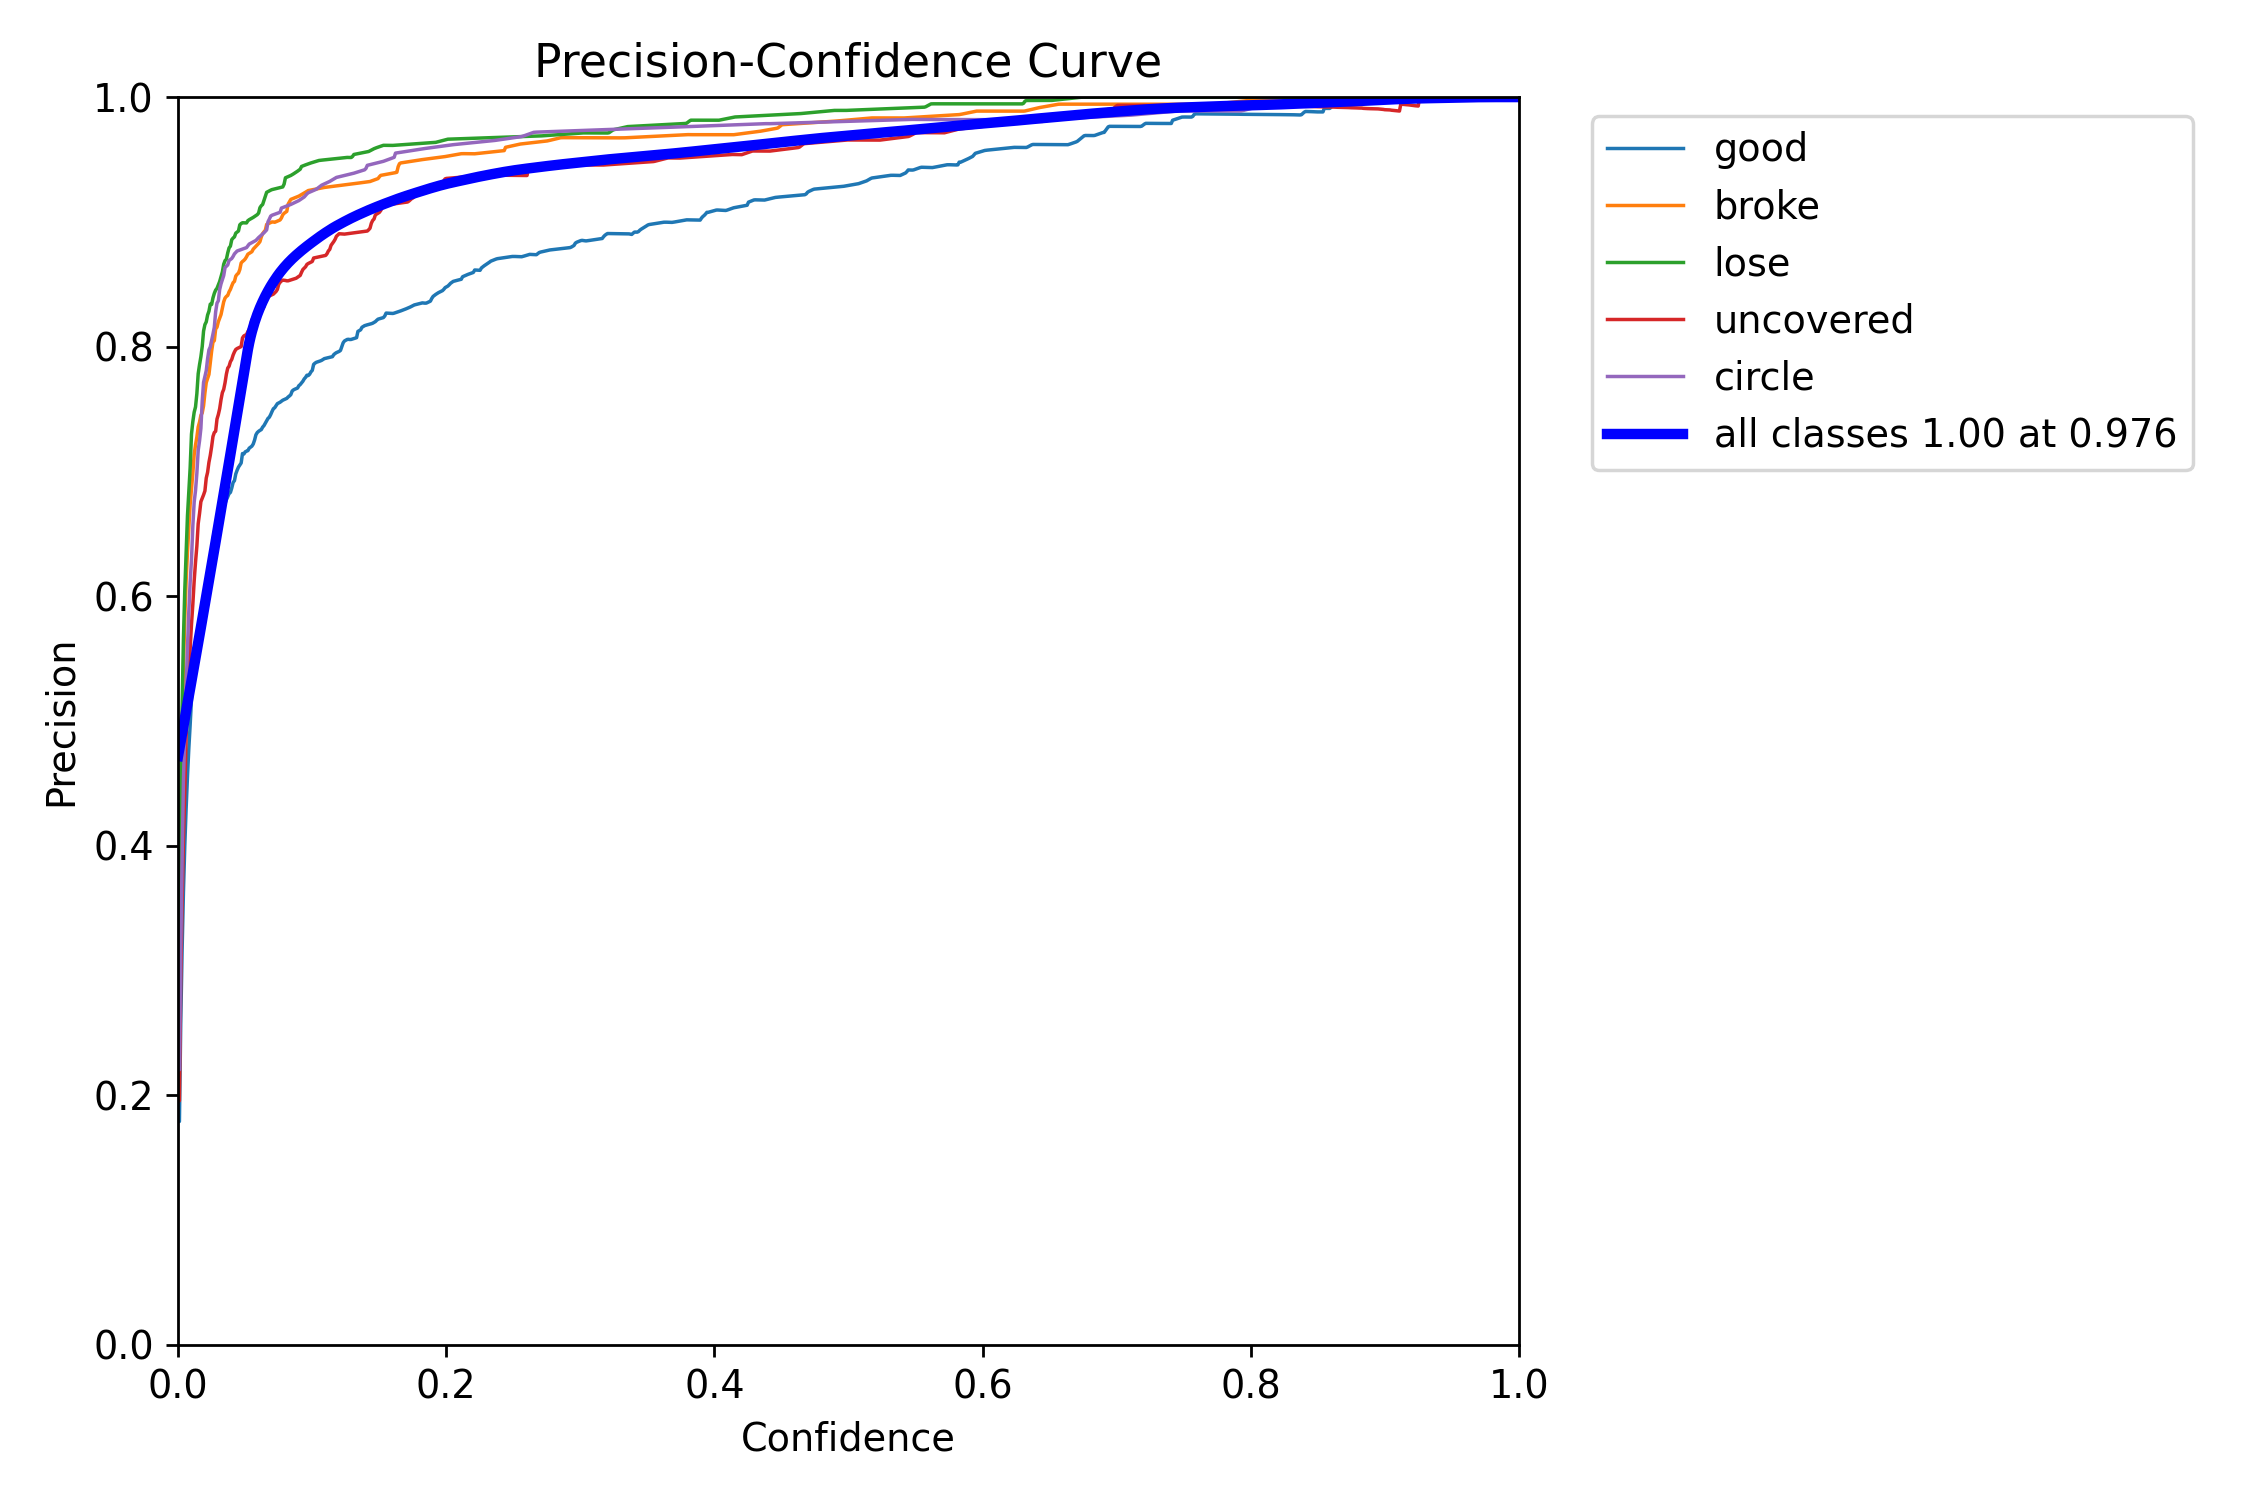 Precision-Confidence Curve
1.0
0.8
0.6
0.4
0.2
0.0
Precision
0.0 0.2 0.4 0.6 0.8 1.0
Confidence
good
broke
lose
uncovered
circle
all classes 1.00 at 0.976